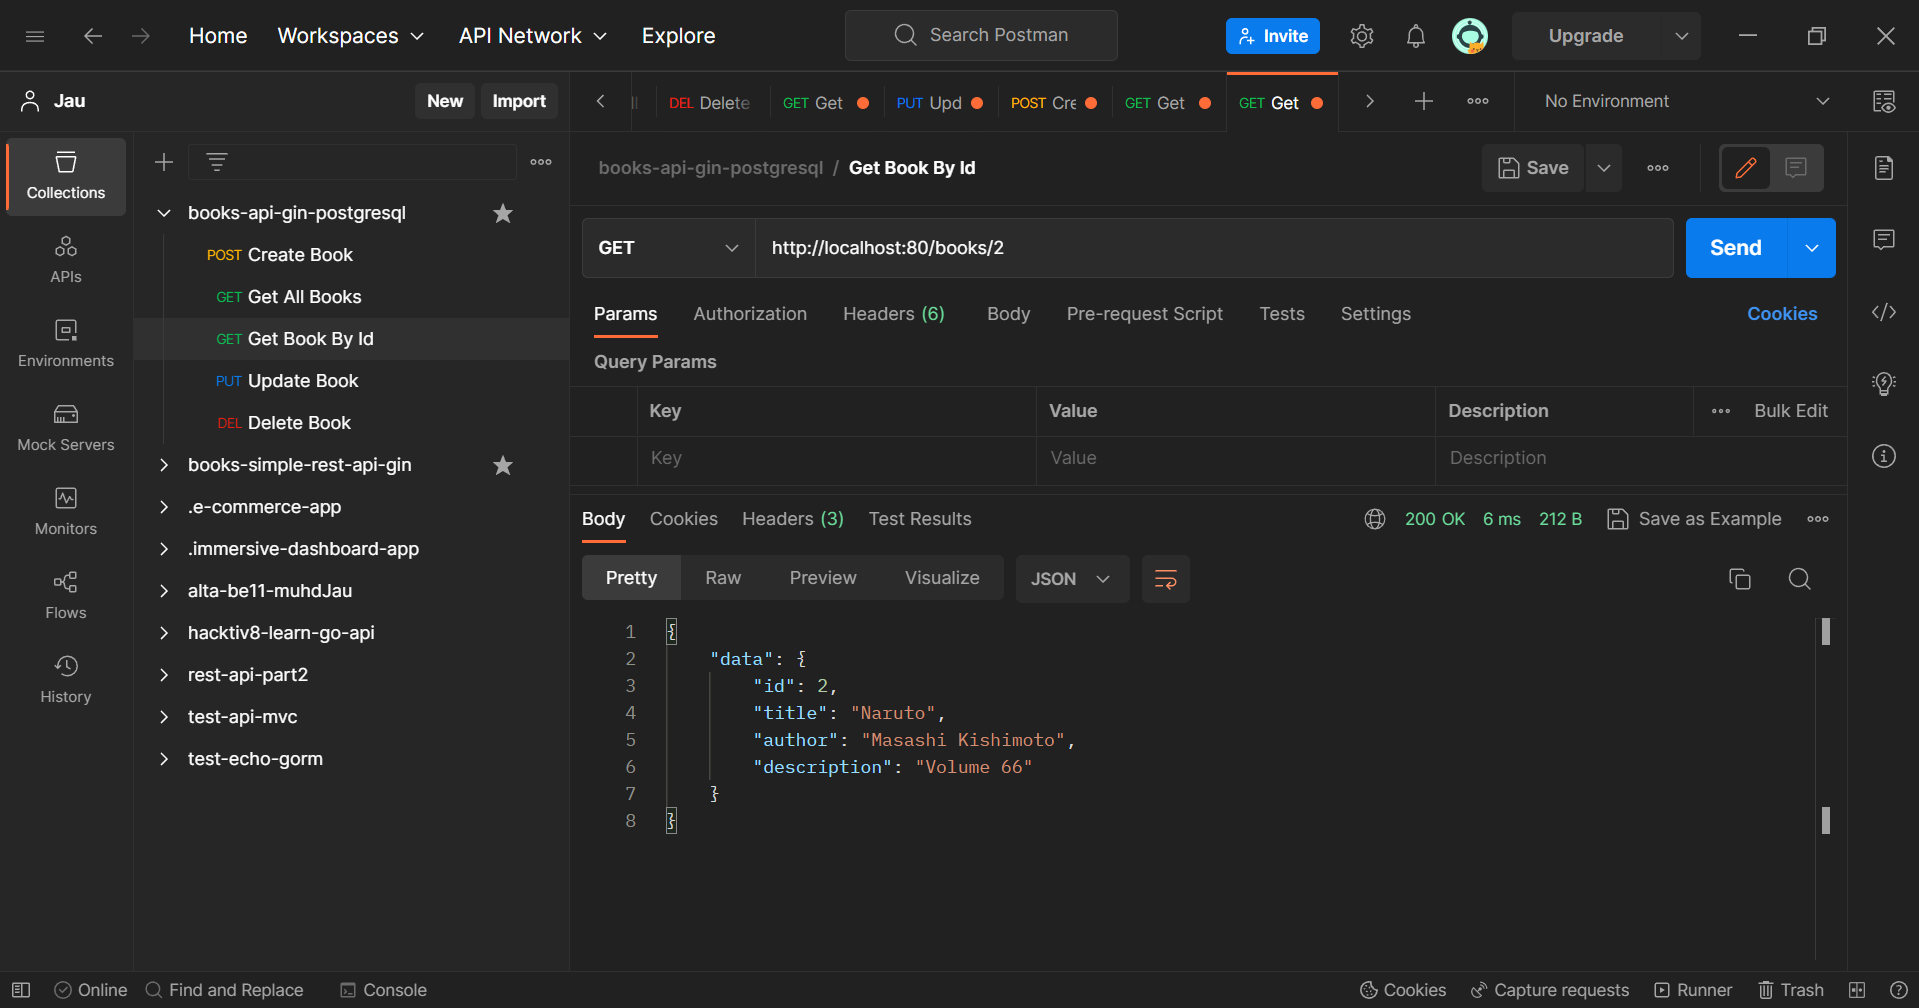 Home Workspaces API Network Explore Search Postman Invite Upgrade
Jau New Import
DEL Delete GET Get PUT Upd POST Cre GET Get GET Get No Environment
Collections
APIs
Environments
Mock Servers
Monitors
Flows
History
books-api-gin-postgresql
POST Create Book
GET Get All Books
GET Get Book By Id
PUT Update Book
DEL Delete Book
books-simple-rest-api-gin
.e-commerce-app
.immersive-dashboard-app
alta-be11-muhdJau
hacktiv8-learn-go-api
rest-api-part2
test-api-mvc
test-echo-gorm
books-api-gin-postgresql / Get Book By Id Save
GET http://localhost:80/books/2 Send
Params Authorization Headers (6) Body Pre-request Script Tests Settings Cookies
Query Params
Key Value Description Bulk Edit
Key Value Description
Body Cookies Headers (3) Test Results 200 OK 6 ms 212 B Save as Example
Pretty Raw Preview Visualize JSON
1 {
2 "data": {
3 "id": 2,
4 "title": "Naruto",
5 "author": "Masashi Kishimoto",
6 "description": "Volume 66"
7 }
8 }
Online Find and Replace Console Cookies Capture requests Runner Trash